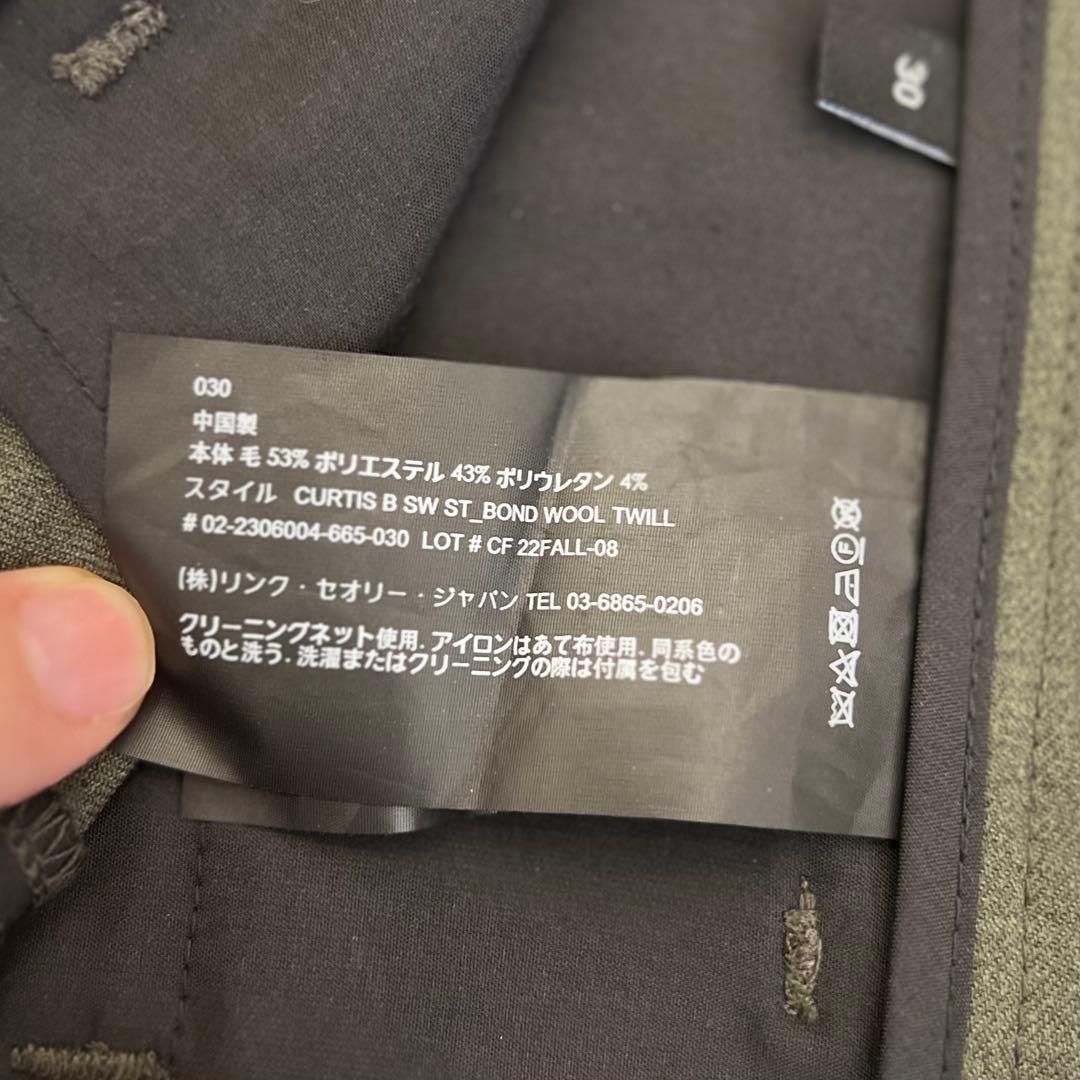 30
030
中国製
本体 毛 53% ポリエステル 43% ポリウレタン 4%
スタイル CURTIS B SW ST_BOND WOOL TWILL
# 02-2306004-665-030 LOT # CF 22FALL-08
(株)リンク・セオリー・ジャパン TEL 03-6865-0206
クリーニングネット使用. アイロンはあて布使用. 同系色の
ものと洗う. 洗濯またはクリーニングの際は付属を包む
F